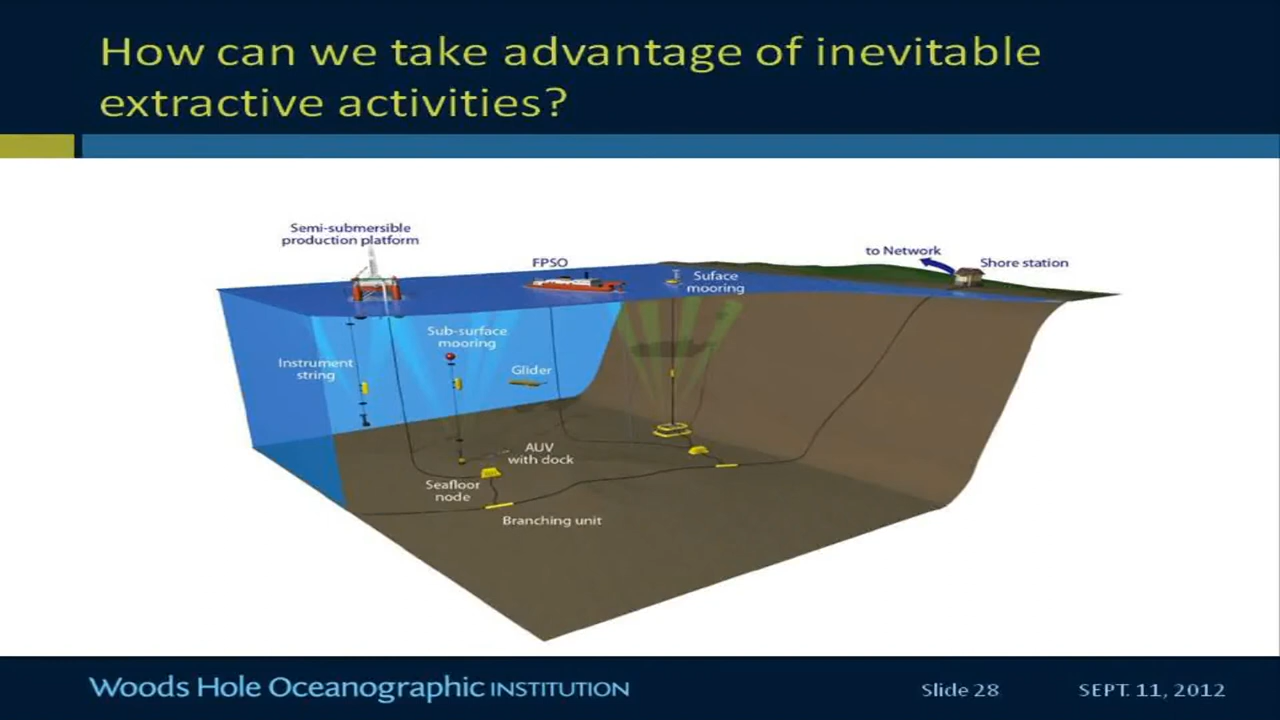 How can we take advantage of inevitable
extractive activities?
Semi-submersible
production platform
FPSO
Suface
mooring
to Network
Shore station
Sub-surface
mooring
Instrument
string
Glider
AUV
with dock
Seafloor
node
Branching unit
Woods Hole Oceanographic INSTITUTION
Slide 28
SEPT. 11, 2012